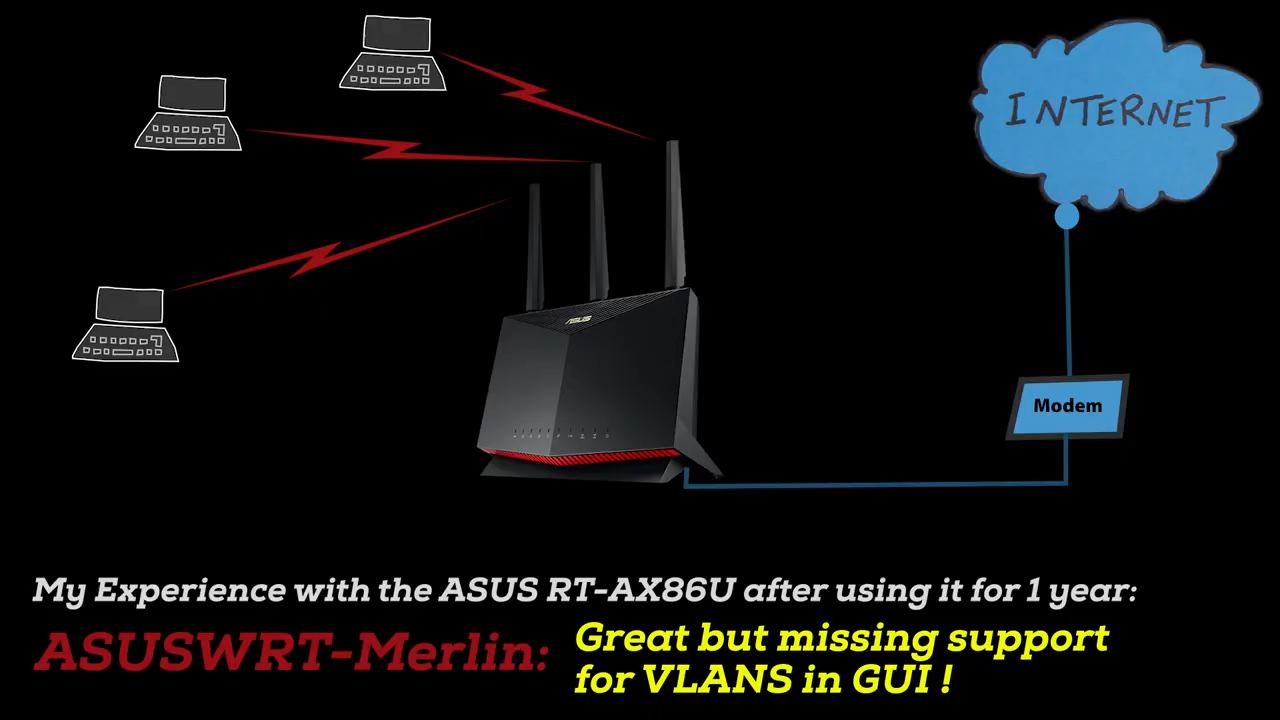 INTERNET
ASUS
Modem
My Experience with the ASUS RT-AX86U after using it for 1 year:
ASUSWRT-Merlin:
Great but missing support
for VLANS in GUI !